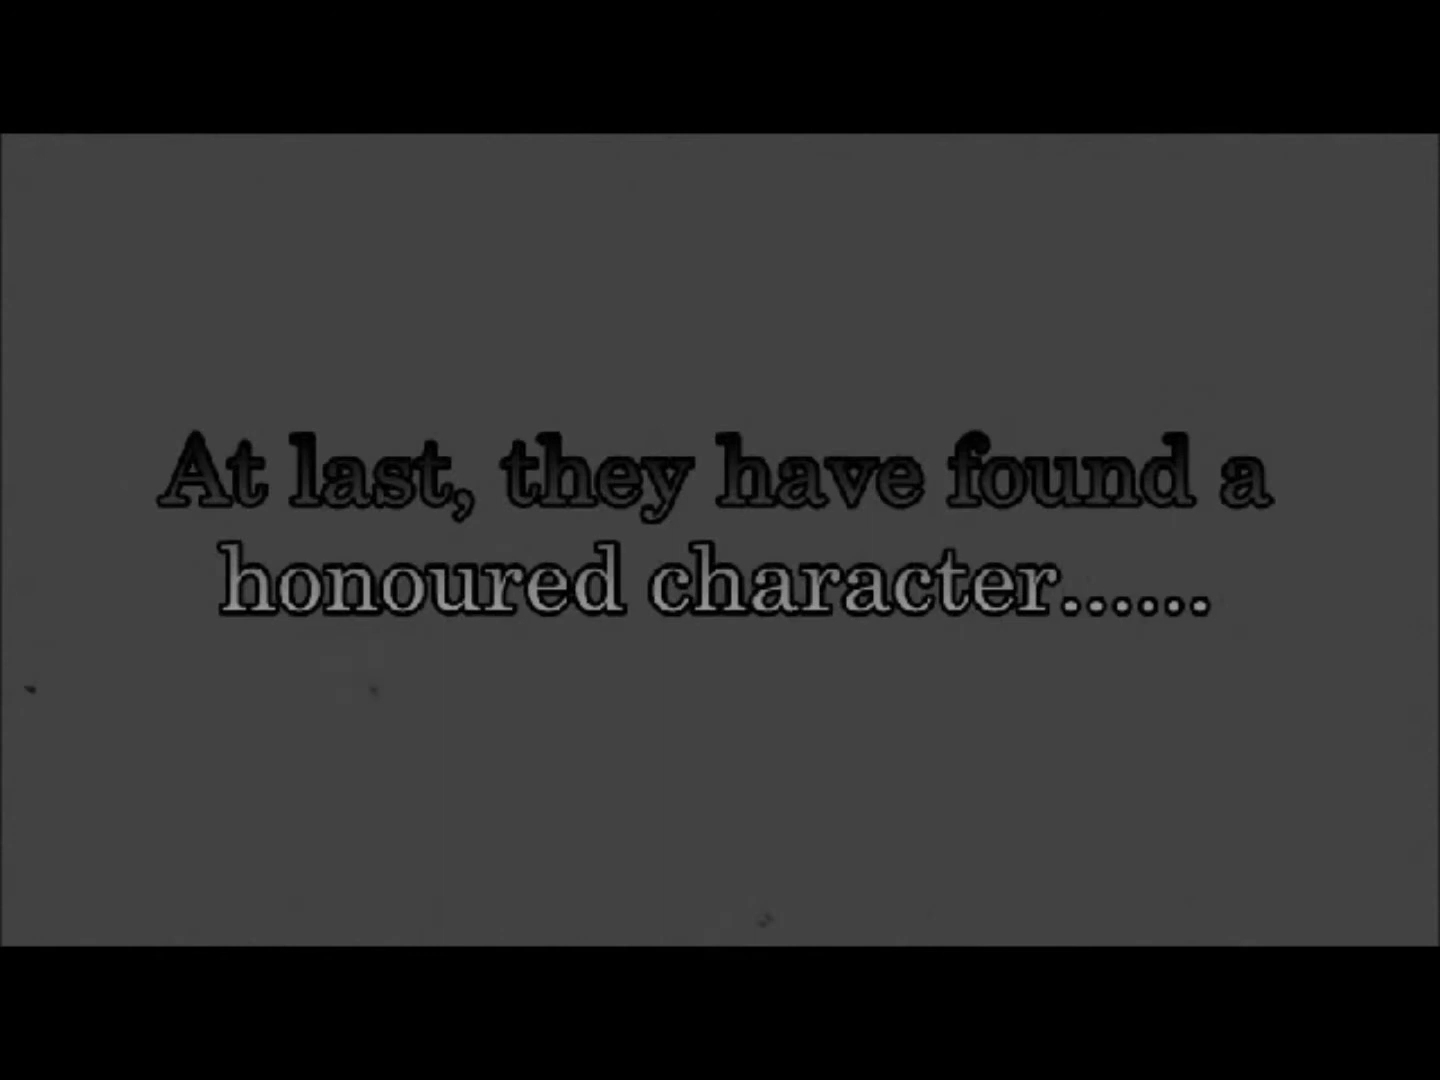 At last, they have found a
honoured character......